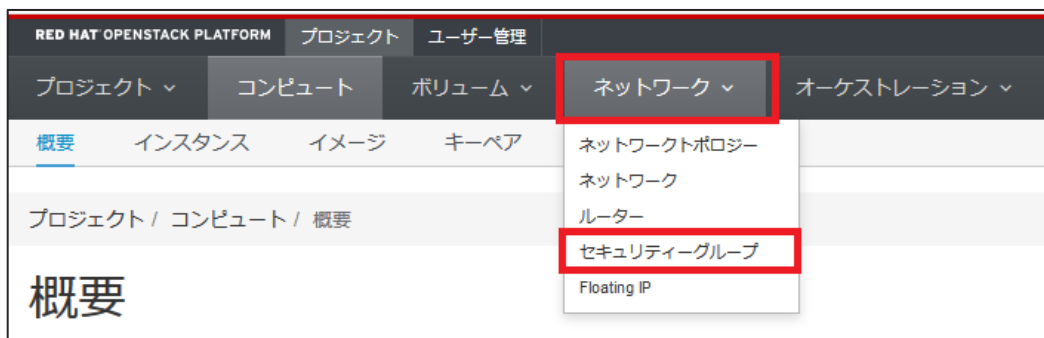 RED HAT OPENSTACK PLATFORM プロジェクト ユーザー管理
プロジェクト コンピュート ボリューム ネットワーク オーケストレーション
概要 インスタンス イメージ キーペア
ネットワークトポロジー
ネットワーク
ルーター
セキュリティーグループ
Floating IP
プロジェクト / コンピュート / 概要
概要